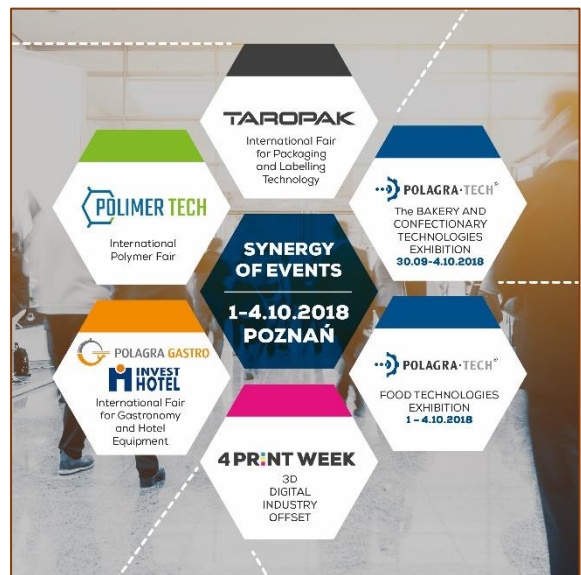 TAROPAK
International Fair
for Packaging
and Labelling
Technology
POLIMER TECH
International
Polymer Fair
POLAGRA-TECH
The BAKERY AND
CONFECTIONARY
TECHNOLOGIES
EXHIBITION
30.09-4.10.2018
SYNERGY
OF EVENTS
1-4.10.2018
POZNAŃ
POLAGRA GASTRO
INVEST
HOTEL
International Fair
for Gastronomy
and Hotel
Equipment
POLAGRA-TECH
FOOD TECHNOLOGIES
EXHIBITION
1 - 4.10.2018
4PRINT WEEK
3D
DIGITAL
INDUSTRY
OFFSET